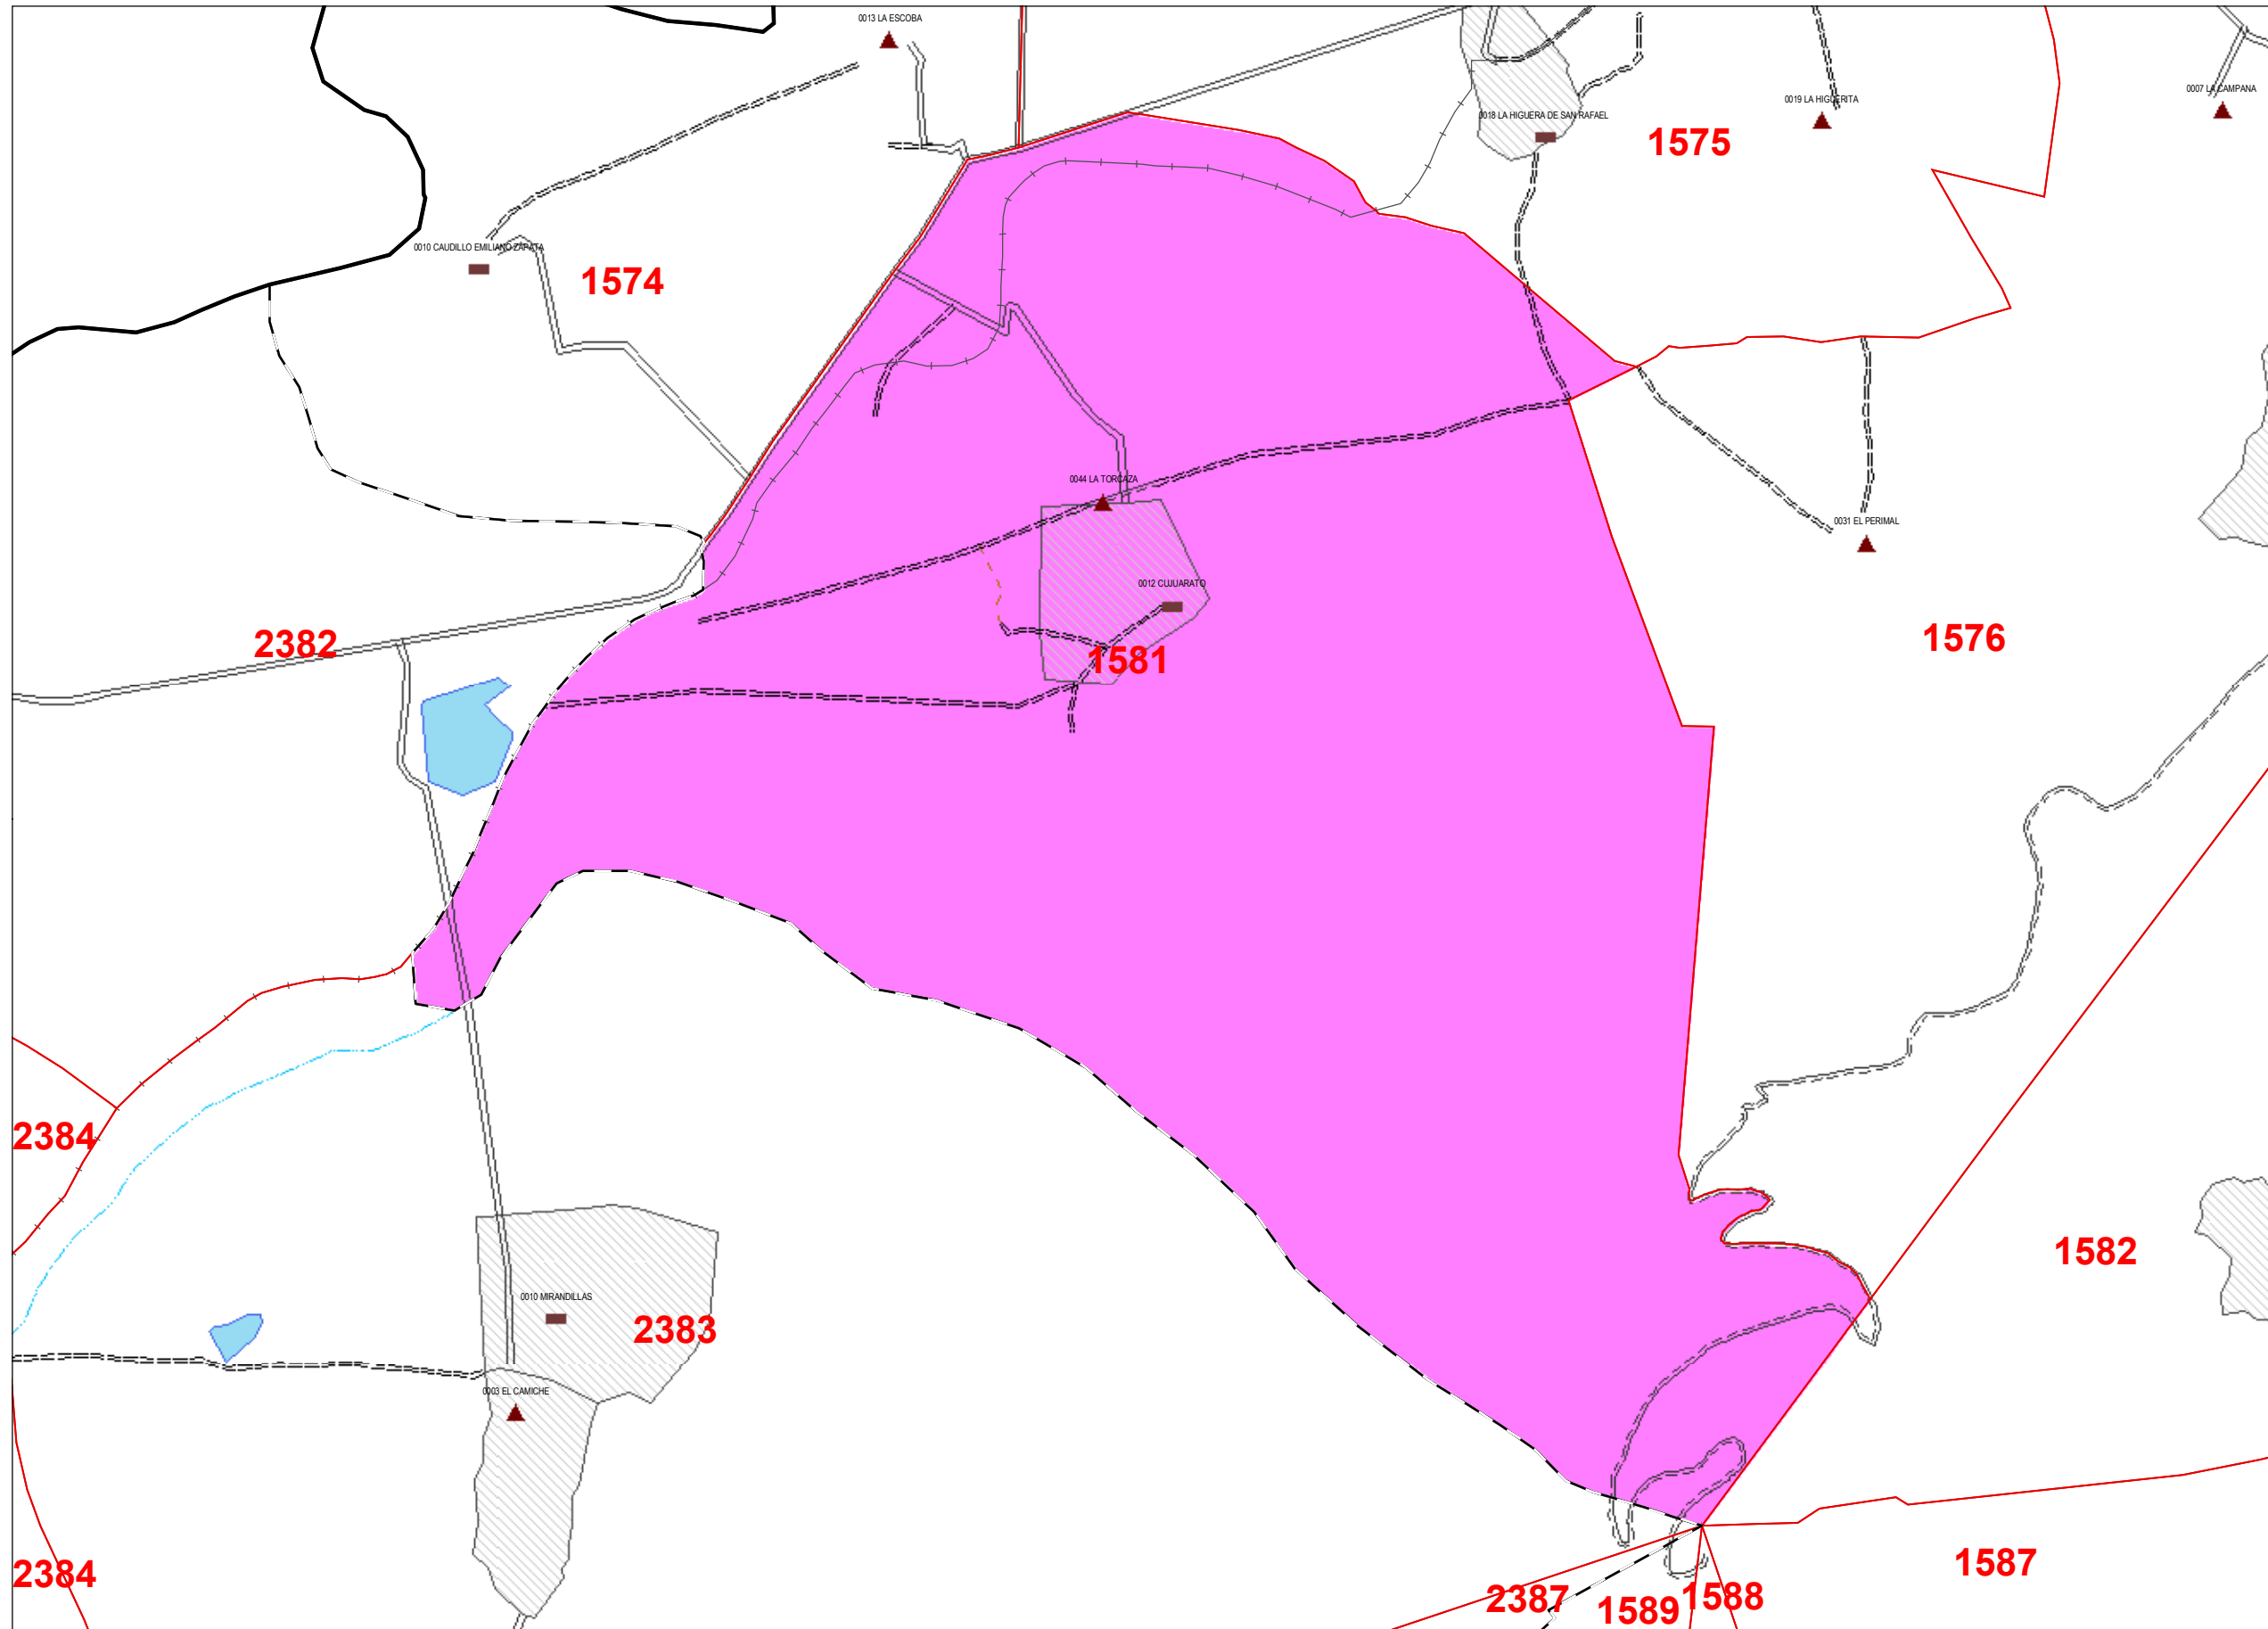 0013 LA ESCOBA
0007 LA CAMPANA
0019 LA HIGUERITA
0018 LA HIGUERA DE SAN RAFAEL
1575
0010 CAUDILLO EMILIANO ZAPATA
1574
0044 LA TORCAZA
0031 EL PERIMAL
0012 CUJUARATO
2382
1576
1581
2384
1582
0010 MIRANDILLAS
2383
0003 EL CAMICHE
2384
1587
2387
1589
1588